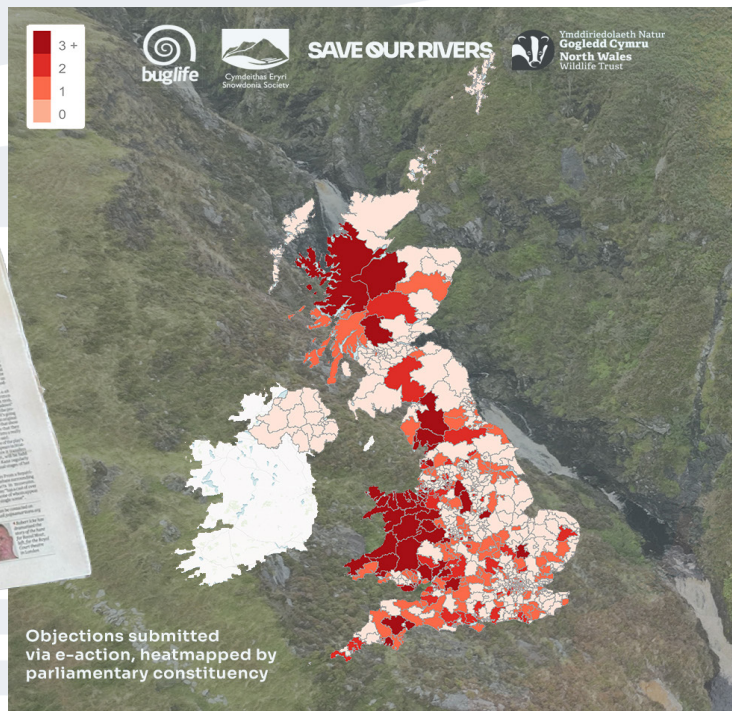 3 +
2
1
0
buglife
Cymdeithas Eryri
Snowdonia Society
SAVE OUR RIVERS
Ymddiriedolaeth Natur
Gogledd Cymru
North Wales
Wildlife Trust
Objections submitted
via e-action, heatmapped by
parliamentary constituency